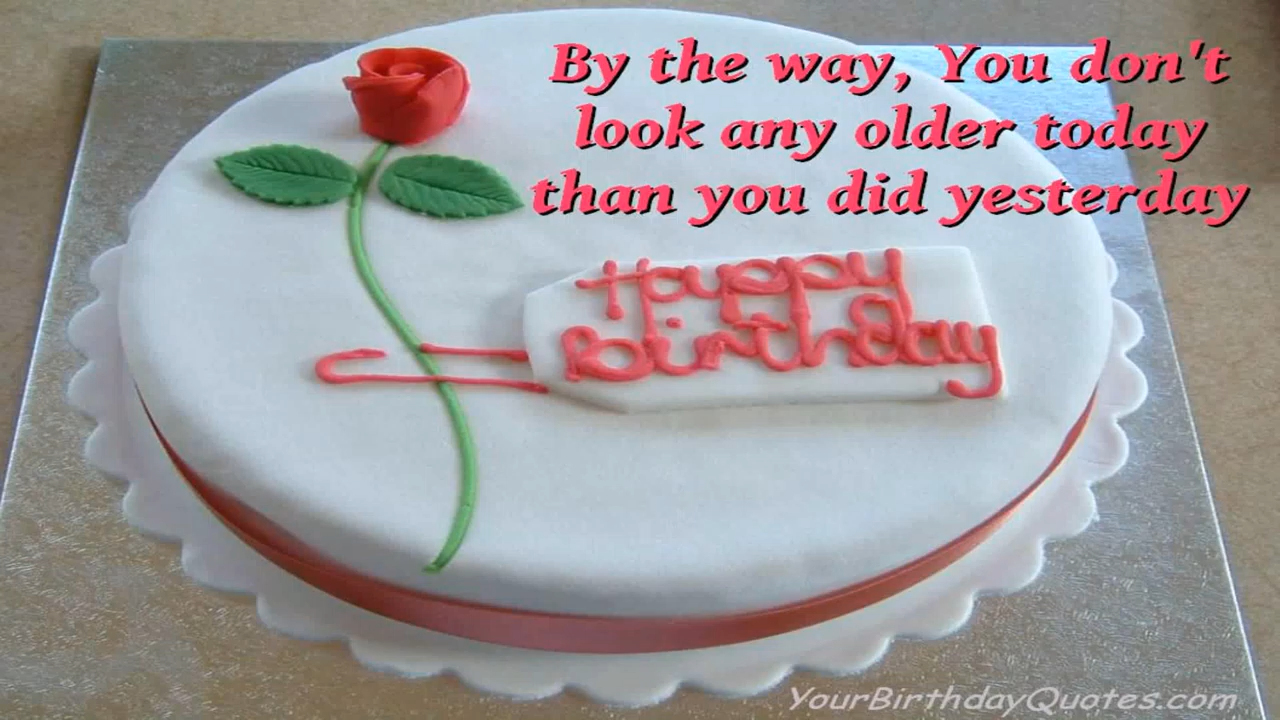 By the way, You don't
look any older today
than you did yesterday
Happy
Birthday
YourBirthdayQuotes.com